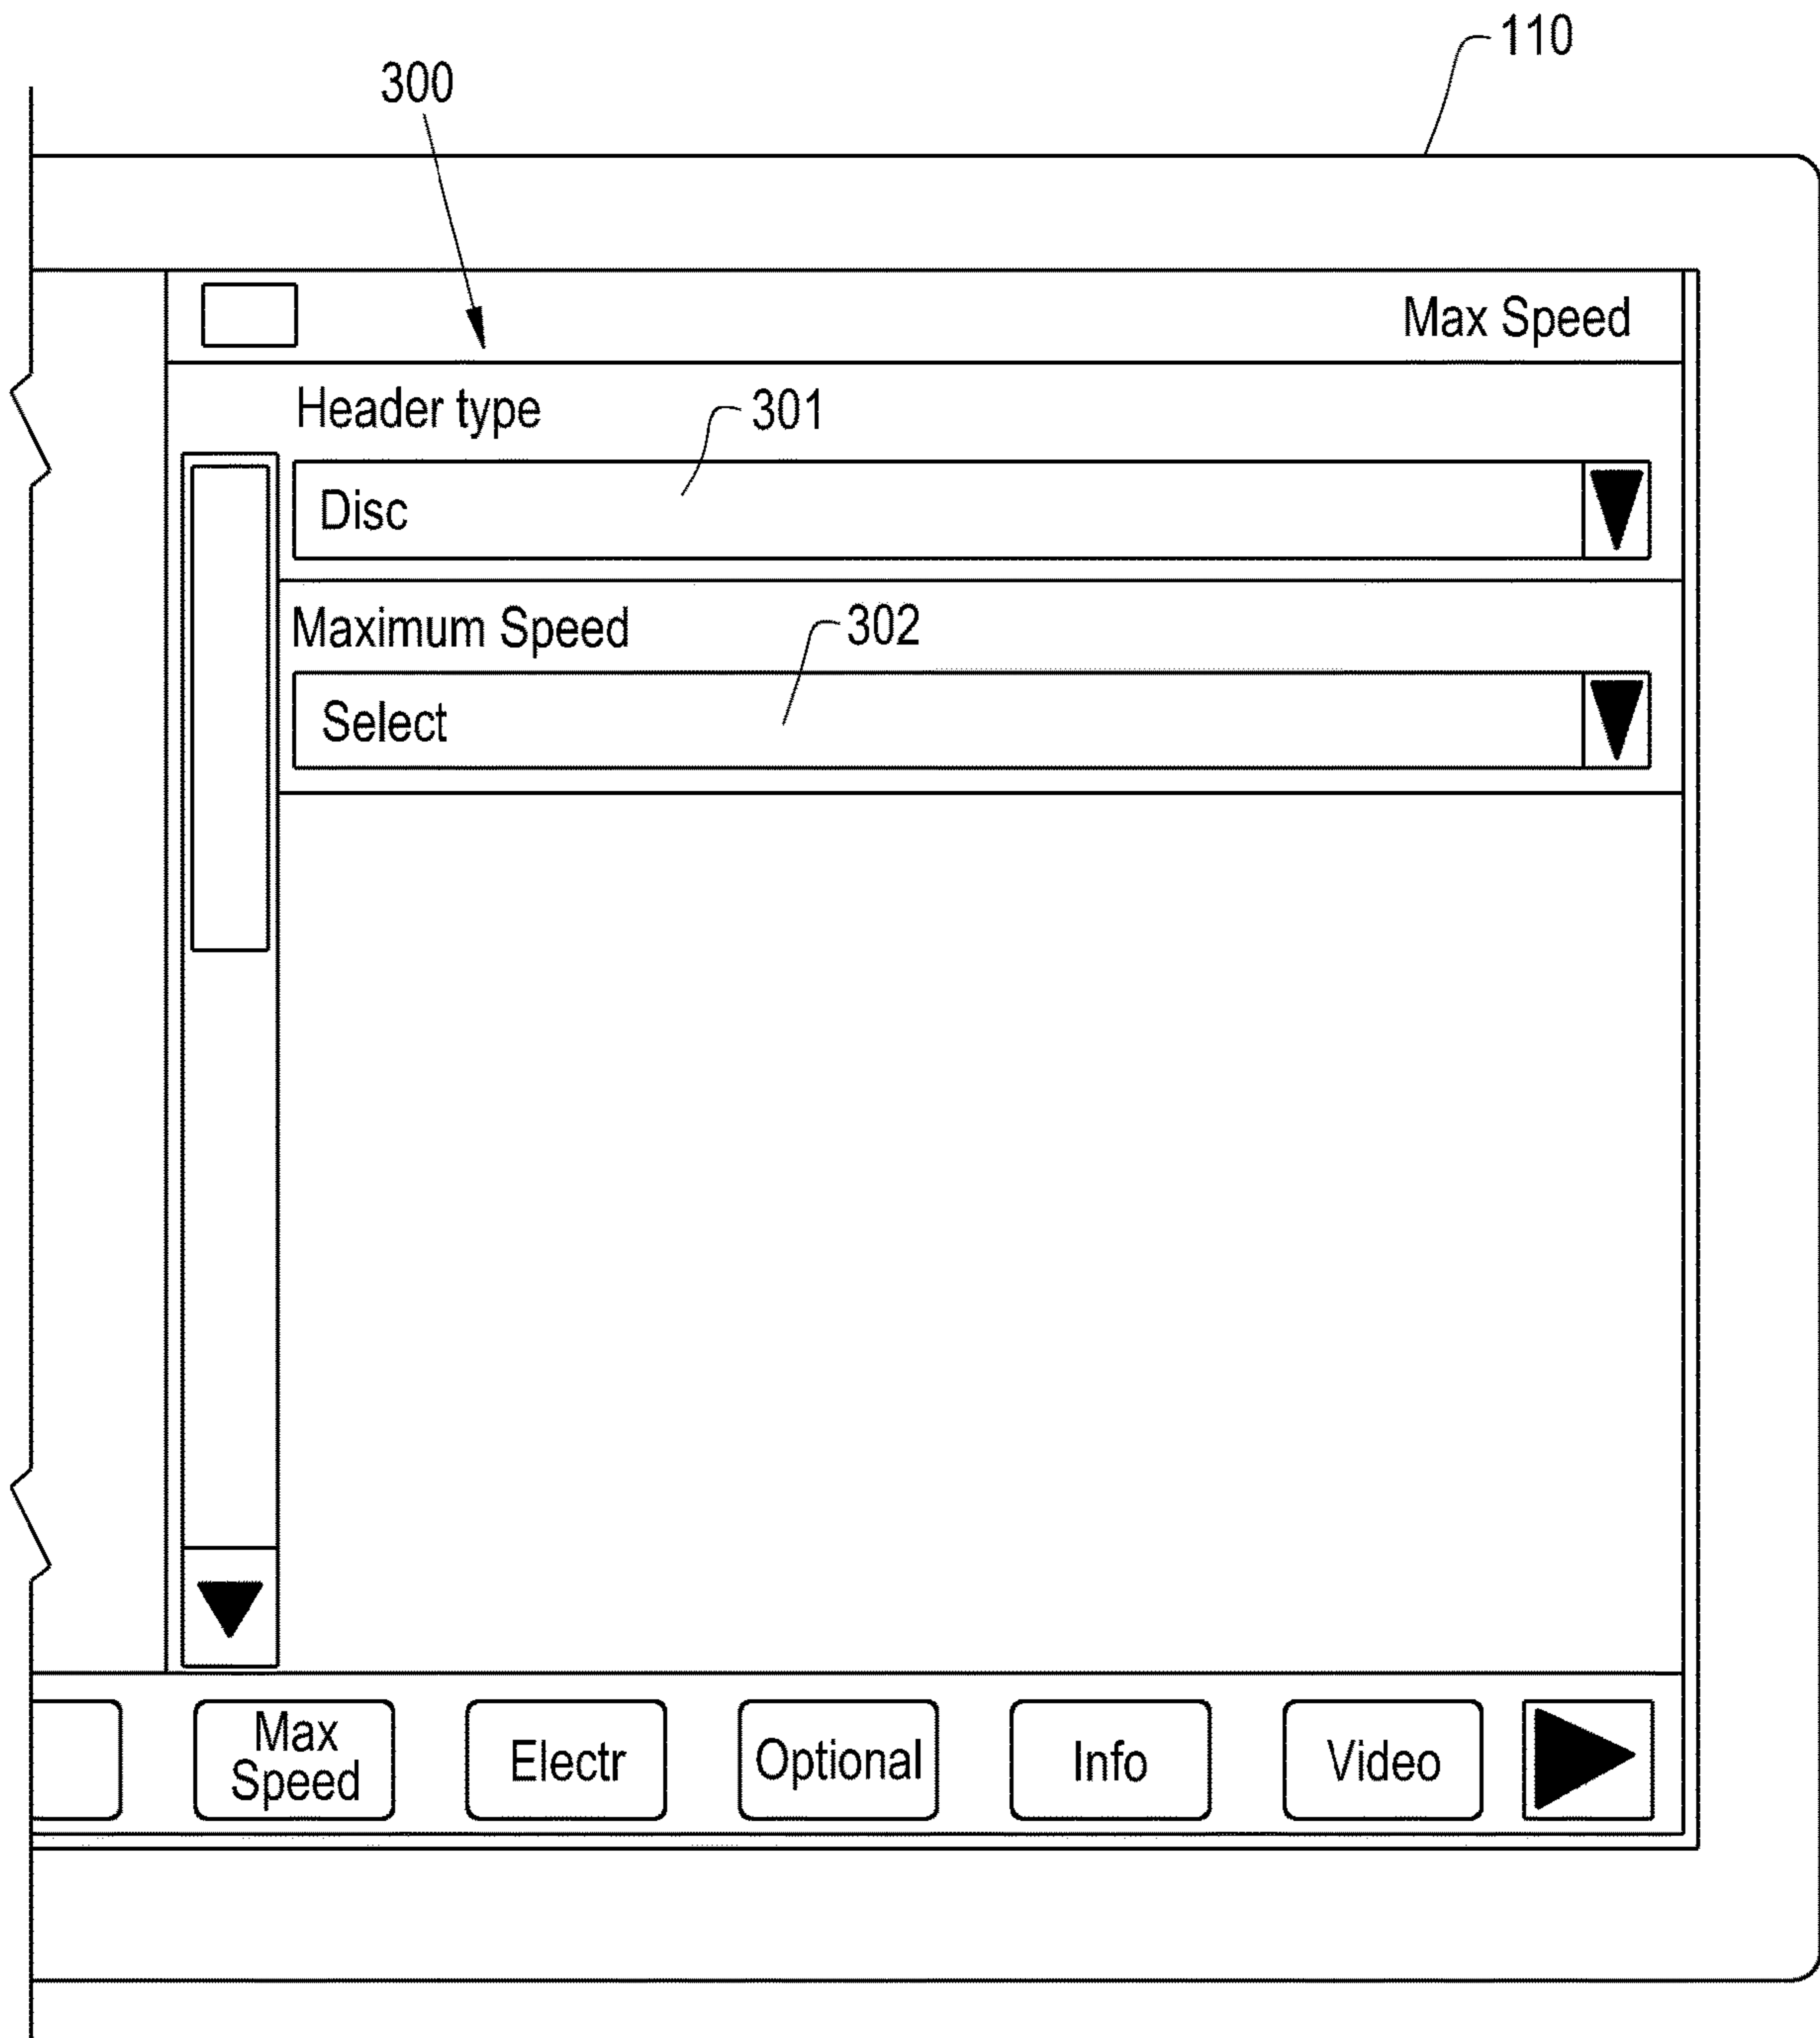 110
300
Max Speed
Header type
301
Disc
Maximum Speed
302
Select
Max
Speed
Electr
Optional
Info
Video